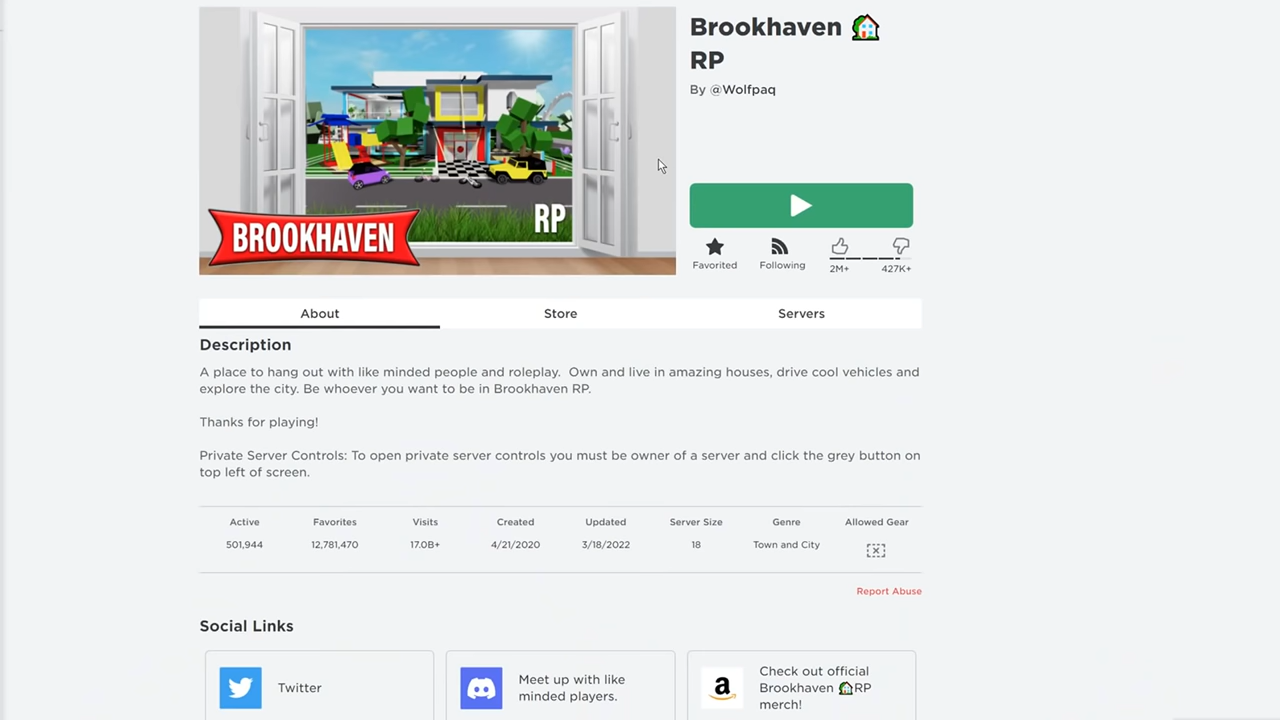 Brookhaven 🏠
RP
By @Wolfpaq
BROOKHAVEN
RP
Favorited
Following
2M+
427K+
About
Store
Servers
Description
A place to hang out with like minded people and roleplay.  Own and live in amazing houses, drive cool vehicles and
explore the city. Be whoever you want to be in Brookhaven RP.
Thanks for playing!
Private Server Controls: To open private server controls you must be owner of a server and click the grey button on
top left of screen.
Active
Favorites
Visits
Created
Updated
Server Size
Genre
Allowed Gear
501,944
12,781,470
17.0B+
4/21/2020
3/18/2022
18
Town and City
Report Abuse
Social Links
Twitter
Meet up with like
minded players.
a
Check out official
Brookhaven 🏠RP
merch!